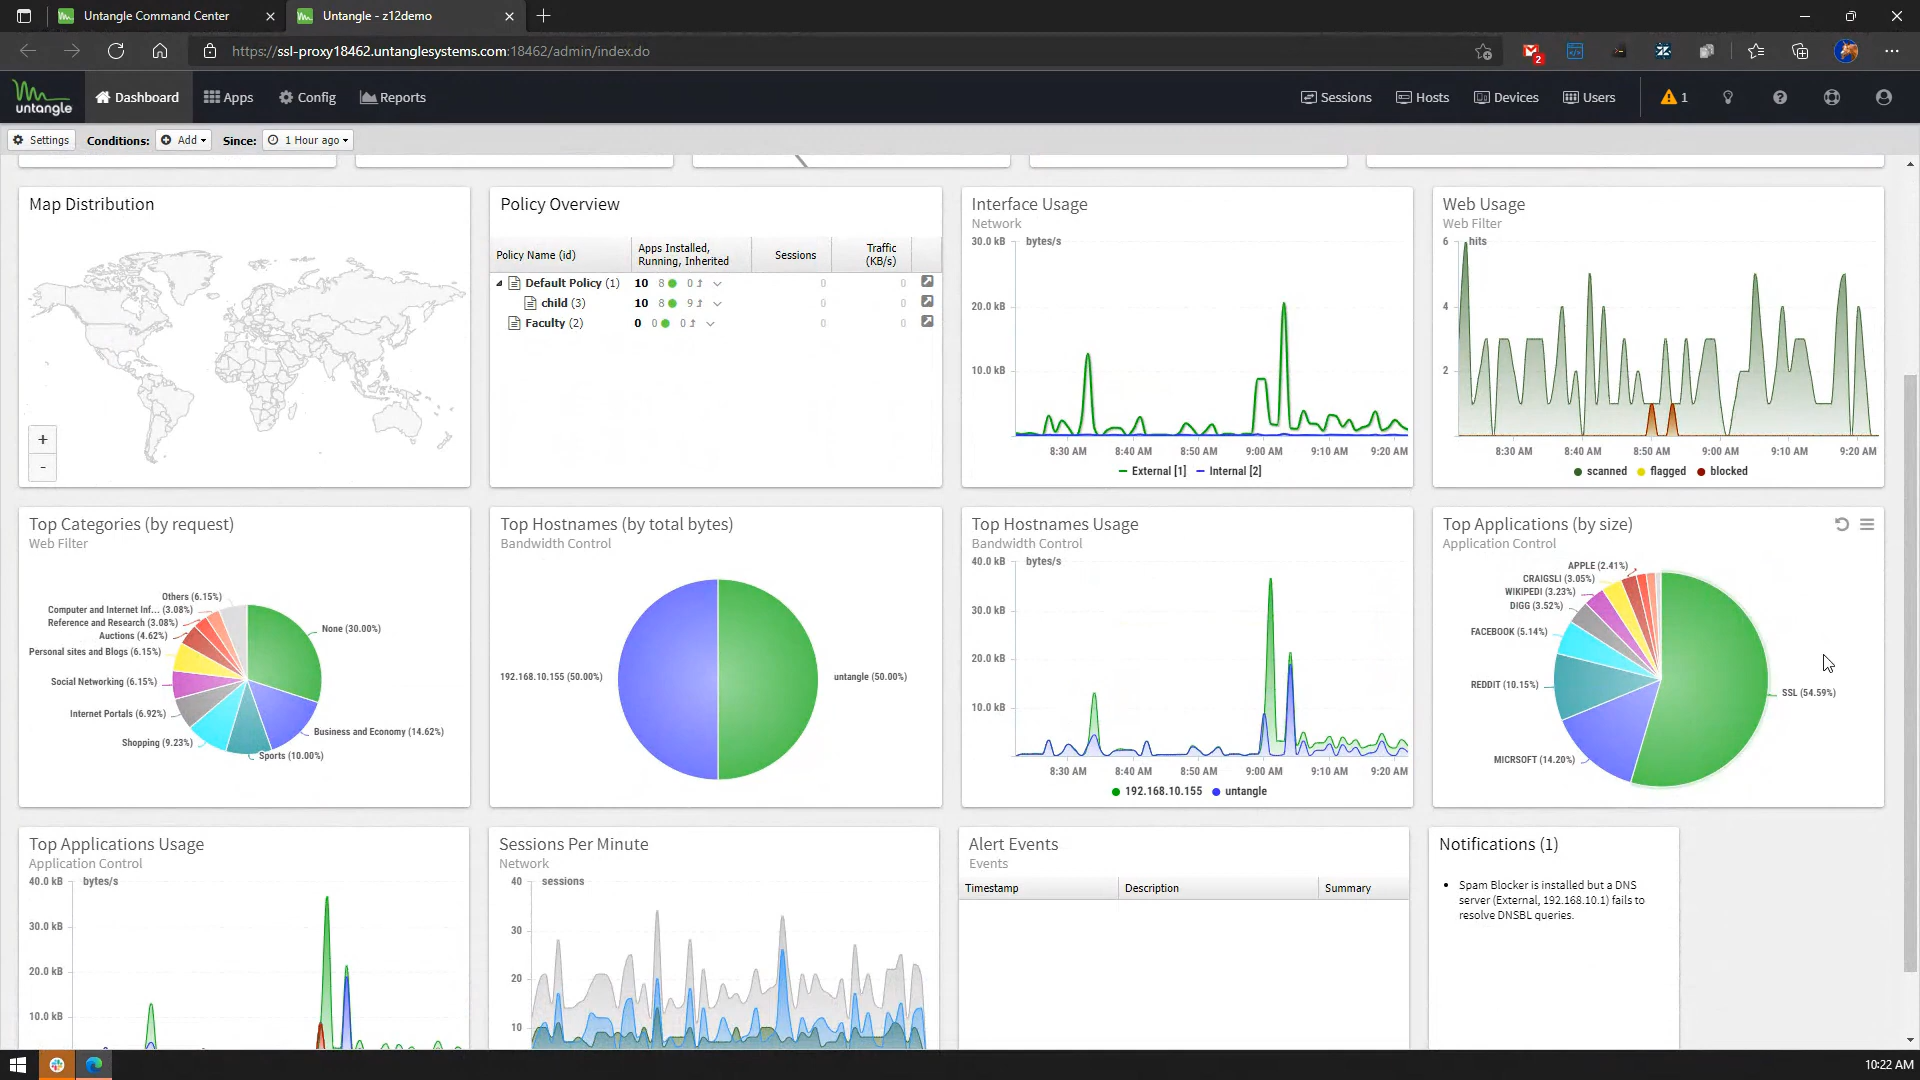 Untangle Command Center
Untangle - z12demo
https://ssl-proxy18462.untanglesystems.com:18462/admin/index.do
2
untangle
Dashboard
Apps
Config
Reports
Sessions
Hosts
Devices
Users
1
Settings
Conditions:
Add
Since:
1 Hour ago
Map Distribution
+
-
Policy Overview
Policy Name (id)
Apps Installed,
Running, Inherited
Sessions
Traffic
(KB/s)
Default Policy (1) 10 8 0 0 0
child (3) 10 8 9 0 0
Faculty (2) 0 0 0 0 0
Interface Usage
Network
30.0 kB bytes/s
20.0 kB
10.0 kB
8:30 AM 8:40 AM 8:50 AM 9:00 AM 9:10 AM 9:20 AM
External [1] Internal [2]
Web Usage
Web Filter
6 hits
4
2
8:30 AM 8:40 AM 8:50 AM 9:00 AM 9:10 AM 9:20 AM
scanned flagged blocked
Top Categories (by request)
Web Filter
Others (6.15%)
Computer and Internet Inf... (3.08%)
Reference and Research (3.08%)
Auctions (4.62%)
Personal sites and Blogs (6.15%)
Social Networking (6.15%)
Internet Portals (6.92%)
Shopping (9.23%)
None (30.00%)
Business and Economy (14.62%)
Sports (10.00%)
Top Hostnames (by total bytes)
Bandwidth Control
192.168.10.155 (50.00%)
untangle (50.00%)
Top Hostnames Usage
Bandwidth Control
40.0 kB bytes/s
30.0 kB
20.0 kB
10.0 kB
8:30 AM 8:40 AM 8:50 AM 9:00 AM 9:10 AM 9:20 AM
192.168.10.155 untangle
Top Applications (by size)
Application Control
APPLE (2.41%)
CRAIGSLI (3.05%)
WIKIPEDI (3.23%)
DIGG (3.52%)
FACEBOOK (5.14%)
REDDIT (10.15%)
MICRSOFT (14.20%)
SSL (54.59%)
Top Applications Usage
Application Control
40.0 kB bytes/s
30.0 kB
20.0 kB
10.0 kB
Sessions Per Minute
Network
40 sessions
30
20
10
Alert Events
Events
Timestamp Description Summary
Notifications (1)
Spam Blocker is installed but a DNS
server (External, 192.168.10.1) fails to
resolve DNSBL queries.
10:22 AM